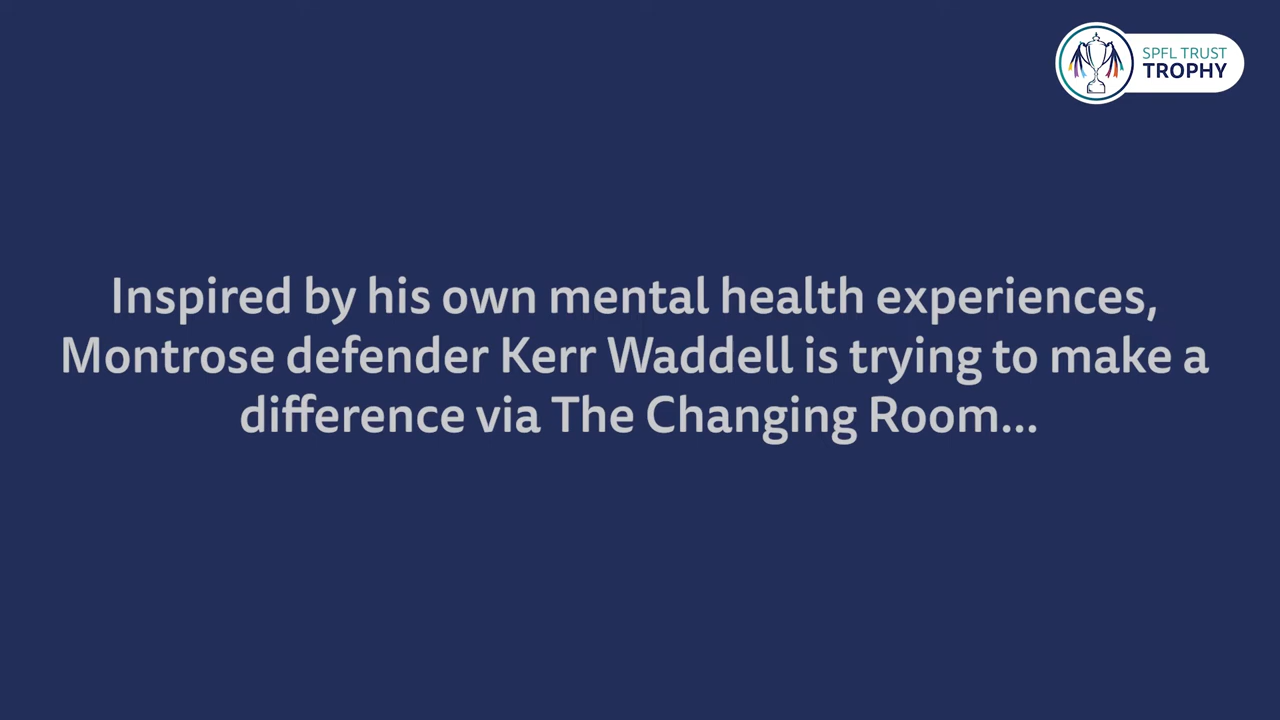 SPFL TRUST
TROPHY
Inspired by his own mental health experiences,
Montrose defender Kerr Waddell is trying to make a
difference via The Changing Room...